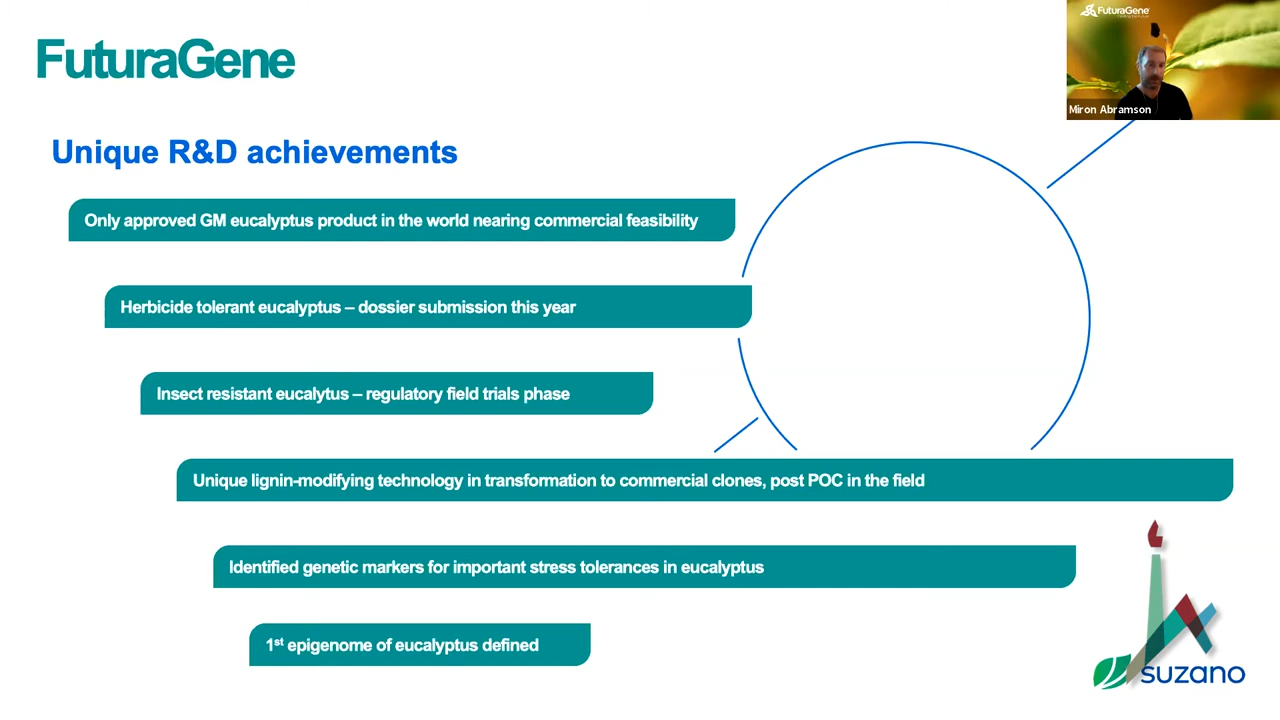 FuturaGene
FuturaGene
Miron Abramson
Unique R&D achievements
Only approved GM eucalyptus product in the world nearing commercial feasibility
Herbicide tolerant eucalyptus – dossier submission this year
Insect resistant eucalytus – regulatory field trials phase
Unique lignin-modifying technology in transformation to commercial clones, post POC in the field
Identified genetic markers for important stress tolerances in eucalyptus
1st epigenome of eucalyptus defined
suzano